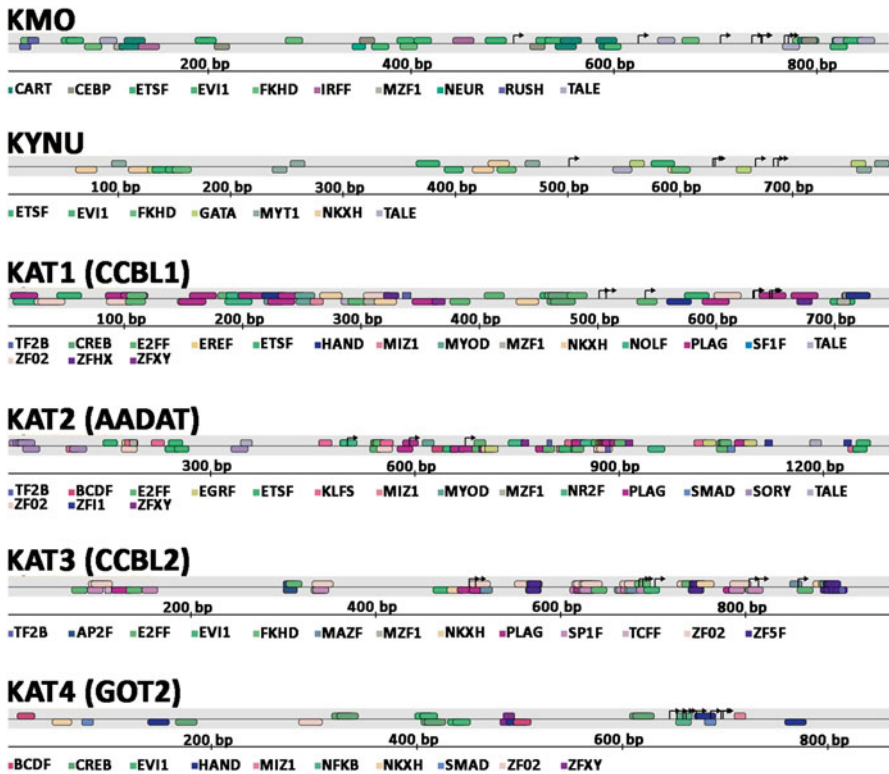 KMO
200 bp 400 bp 600 bp 800 bp
CART CEBP ETSF EVI1 FKHD IRFF MZF1 NEUR RUSH TALE
KYNU
100 bp 200 bp 300 bp 400 bp 500 bp 600 bp 700 bp
ETSF EVI1 FKHD GATA MYT1 NKXH TALE
KAT1 (CCBL1)
100 bp 200 bp 300 bp 400 bp 500 bp 600 bp 700 bp
TF2B CREB E2FF EREF ETSF HAND MIZ1 MYOD MZF1 NKXH NOLF PLAG SF1F TALE
ZF02 ZFHX ZFXY
KAT2 (AADAT)
300 bp 600 bp 900 bp 1200 bp
TF2B BCDF E2FF EGRF ETSF KLFS MIZ1 MYOD MZF1 NR2F PLAG SMAD SORY TALE
ZF02 ZFI1 ZFXY
KAT3 (CCBL2)
200 bp 400 bp 600 bp 800 bp
TF2B AP2F E2FF EVI1 FKHD MAZF MZF1 NKXH PLAG SP1F TCFF ZF02 ZF5F
KAT4 (GOT2)
200 bp 400 bp 600 bp 800 bp
BCDF CREB EVI1 HAND MIZ1 NFKB NKXH SMAD ZF02 ZFXY